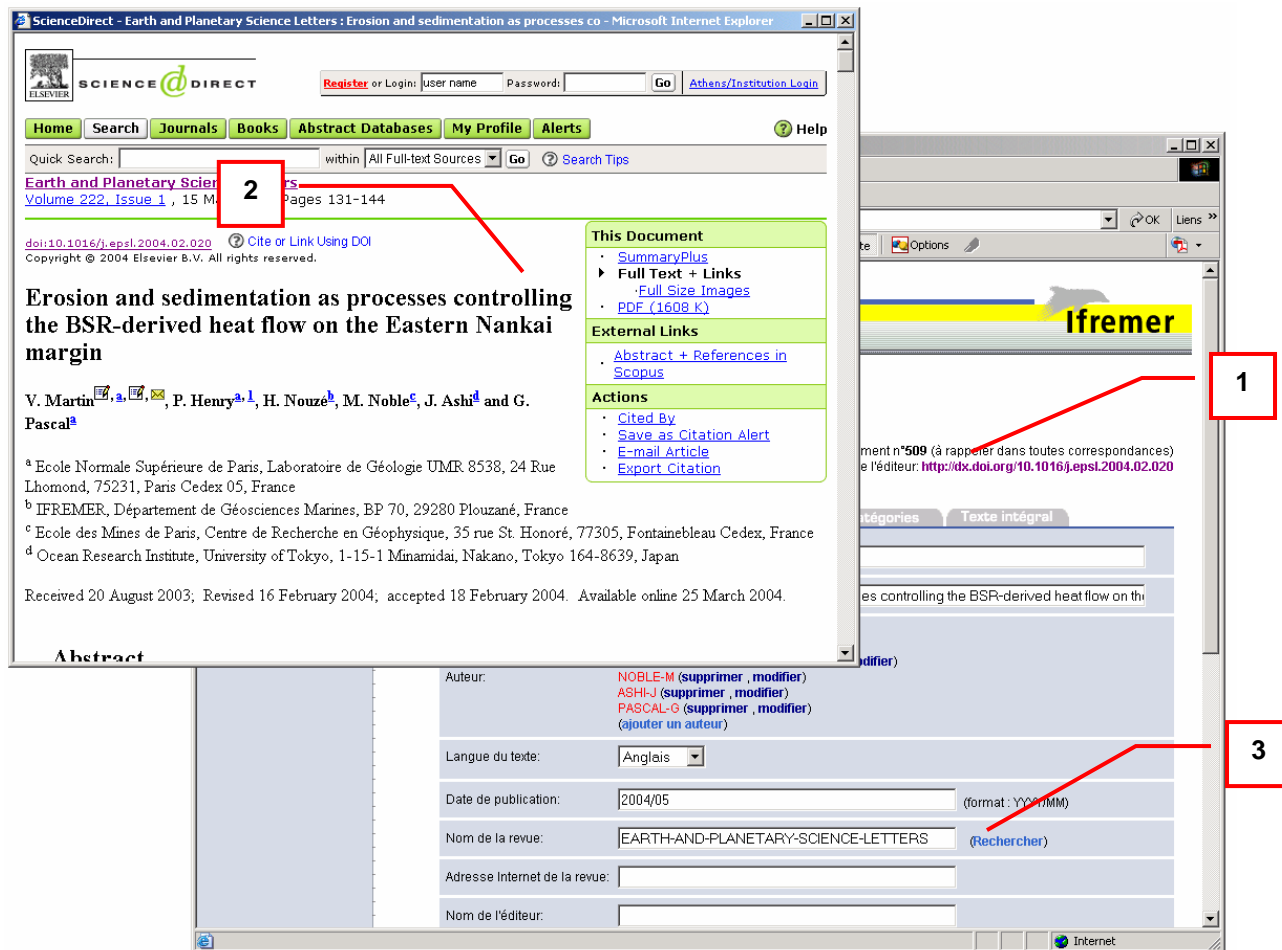 ScienceDirect - Earth and Planetary Science Letters : Erosion and sedimentation as processes co - Microsoft Internet Explorer
ELSEVIER
SCIENCE @ DIRECT
Register or Login: user name Password: Go Athens/Institution Login
Home Search Journals Books Abstract Databases My Profile Alerts ? Help
Quick Search: within All Full-text Sources Go ? Search Tips
Earth and Planetary Scien rs
Volume 222, Issue 1 , 15 Ma Pages 131-144
2
doi:10.1016/j.epsl.2004.02.020 ? Cite or Link Using DOI
Copyright © 2004 Elsevier B.V. All rights reserved.
Erosion and sedimentation as processes controlling
the BSR-derived heat flow on the Eastern Nankai
margin
V. Martin, a, , P. Henry a, 1, H. Nouzé b, M. Noble c, J. Ashi d and G.
Pascal a
a Ecole Normale Supérieure de Paris, Laboratoire de Géologie UMR 8538, 24 Rue
Lhomond, 75231, Paris Cedex 05, France
b IFREMER, Département de Géosciences Marines, BP 70, 29280 Plouzané, France
c Ecole des Mines de Paris, Centre de Recherche en Géophysique, 35 rue St. Honoré, 77305, Fontainebleau Cedex, France
d Ocean Research Institute, University of Tokyo, 1-15-1 Minamidai, Nakano, Tokyo 164-8639, Japan
Received 20 August 2003; Revised 16 February 2004; accepted 18 February 2004. Available online 25 March 2004.
Abstract
This Document
· SummaryPlus
Full Text + Links
·Full Size Images
· PDF (1608 K)
External Links
· Abstract + References in
Scopus
Actions
· Cited By
· Save as Citation Alert
· E-mail Article
· Export Citation
OK Liens »
te Options
Ifremer
1
ment n°509 (à rappeler dans toutes correspondances)
e l'éditeur: http://dx.doi.org/10.1016/j.epsl.2004.02.020
atégories Texte intégral
es controlling the BSR-derived heat flow on the
odifier)
Auteur: NOBLE-M (supprimer , modifier)
ASHI-J (supprimer , modifier)
PASCAL-G (supprimer , modifier)
(ajouter un auteur)
3
Langue du texte: Anglais
Date de publication: 2004/05 (format : YYYY/MM)
Nom de la revue: EARTH-AND-PLANETARY-SCIENCE-LETTERS (Rechercher)
Adresse Internet de la revue:
Nom de l'éditeur:
Internet